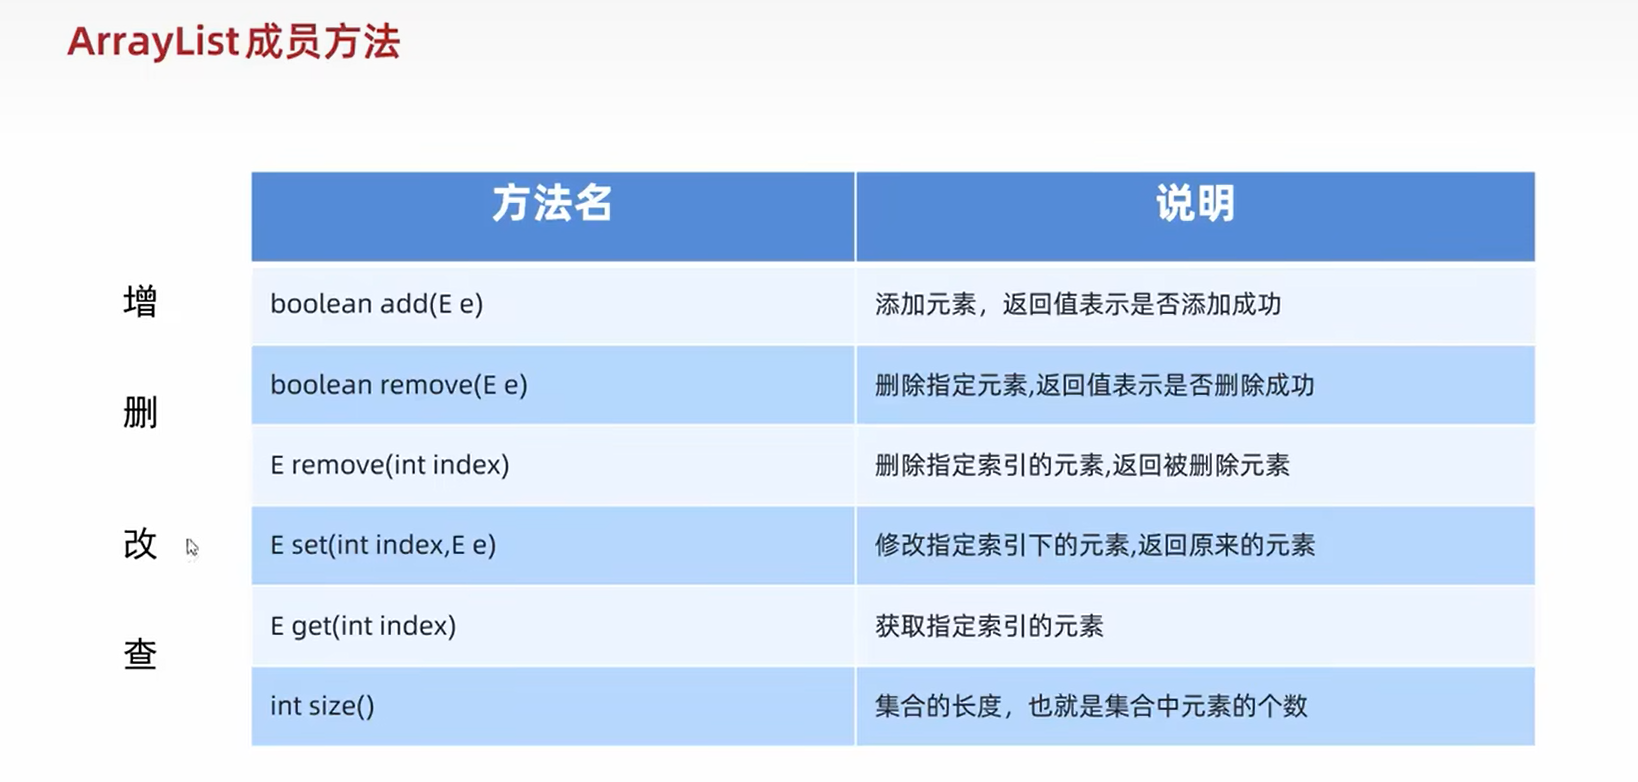 ArrayList成员方法
方法名 说明
增 boolean add(E e) 添加元素，返回值表示是否添加成功
boolean remove(E e) 删除指定元素,返回值表示是否删除成功
删
E remove(int index) 删除指定索引的元素,返回被删除元素
改 E set(int index,E e) 修改指定索引下的元素,返回原来的元素
E get(int index) 获取指定索引的元素
查
int size() 集合的长度，也就是集合中元素的个数